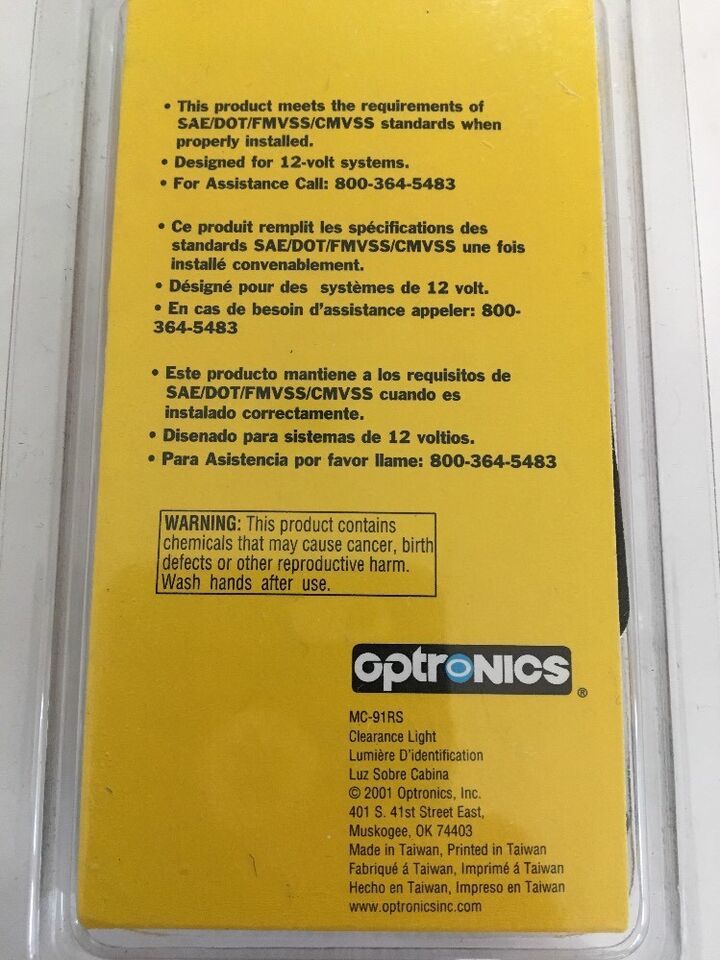 • This product meets the requirements of
SAE/DOT/FMVSS/CMVSS standards when
properly installed.
• Designed for 12-volt systems.
• For Assistance Call: 800-364-5483
• Ce produit remplit les spécifications des
standards SAE/DOT/FMVSS/CMVSS une fois
installé convenablement.
• Désigné pour des systèmes de 12 volt.
• En cas de besoin d'assistance appeler: 800-
364-5483
• Este producto mantiene a los requisitos de
SAE/DOT/FMVSS/CMVSS cuando es
instalado correctamente.
• Disenado para sistemas de 12 voltios.
• Para Asistencia por favor llame: 800-364-5483
WARNING: This product contains
chemicals that may cause cancer, birth
defects or other reproductive harm.
Wash hands after use.
optrONICS®
MC-91RS
Clearance Light
Lumière D'identification
Luz Sobre Cabina
© 2001 Optronics, Inc.
401 S. 41st Street East,
Muskogee, OK 74403
Made in Taiwan, Printed in Taiwan
Fabriqué á Taiwan, Imprimé á Taiwan
Hecho en Taiwan, Impreso en Taiwan
www.optronicsinc.com